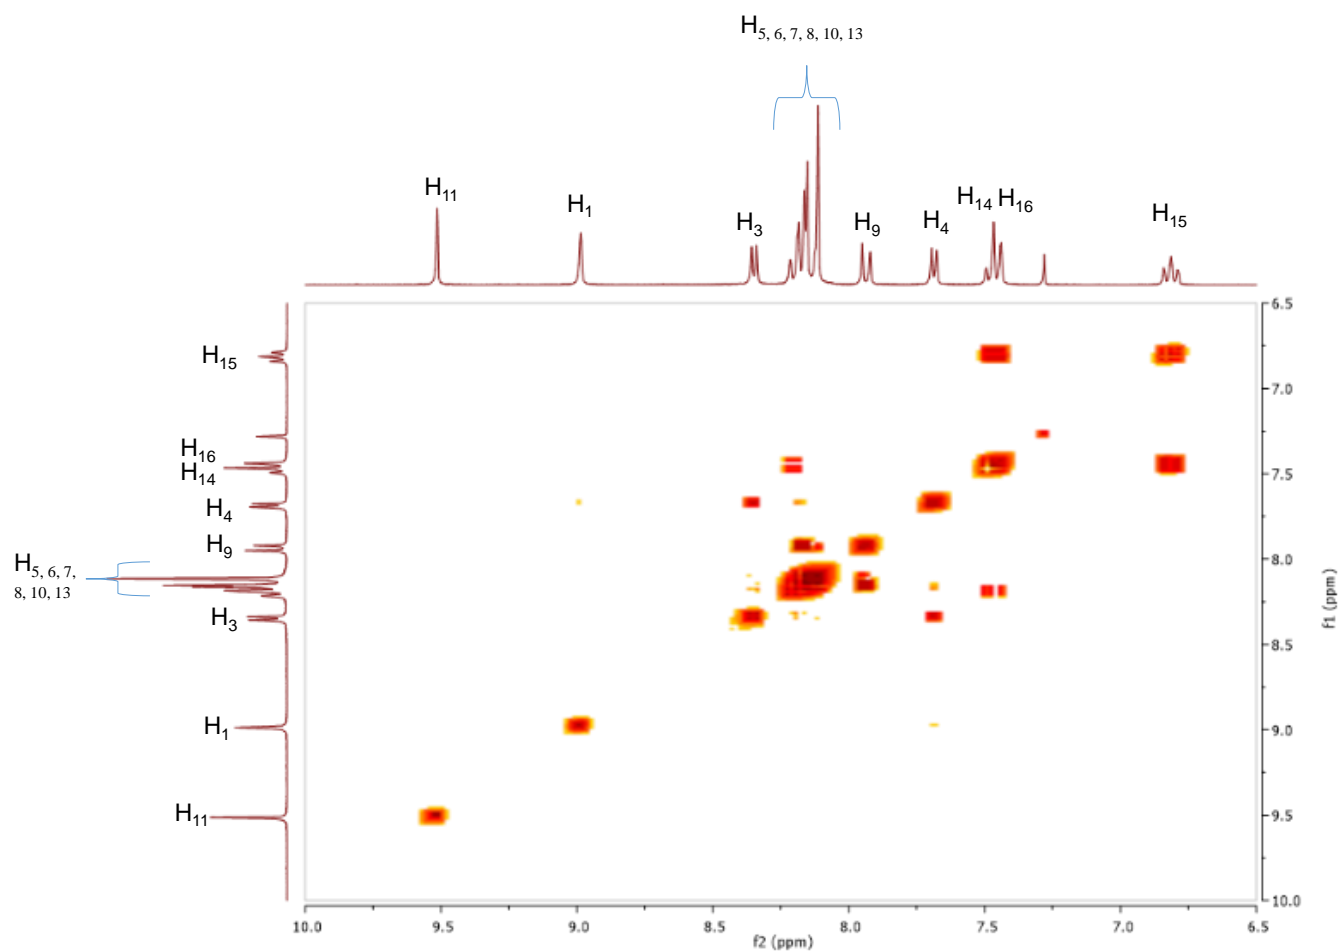 H5, 6, 7, 8, 10, 13
H11
H1
H3
H9
H4
H14 H16
H15
H15
H16
H14
H4
H9
H5, 6, 7,
8, 10, 13
H3
H1
H11
6.5
7.0
7.5
8.0
8.5
9.0
9.5
10.0
f1 (ppm)
10.0 9.5 9.0 8.5 8.0 7.5 7.0 6.5
f2 (ppm)